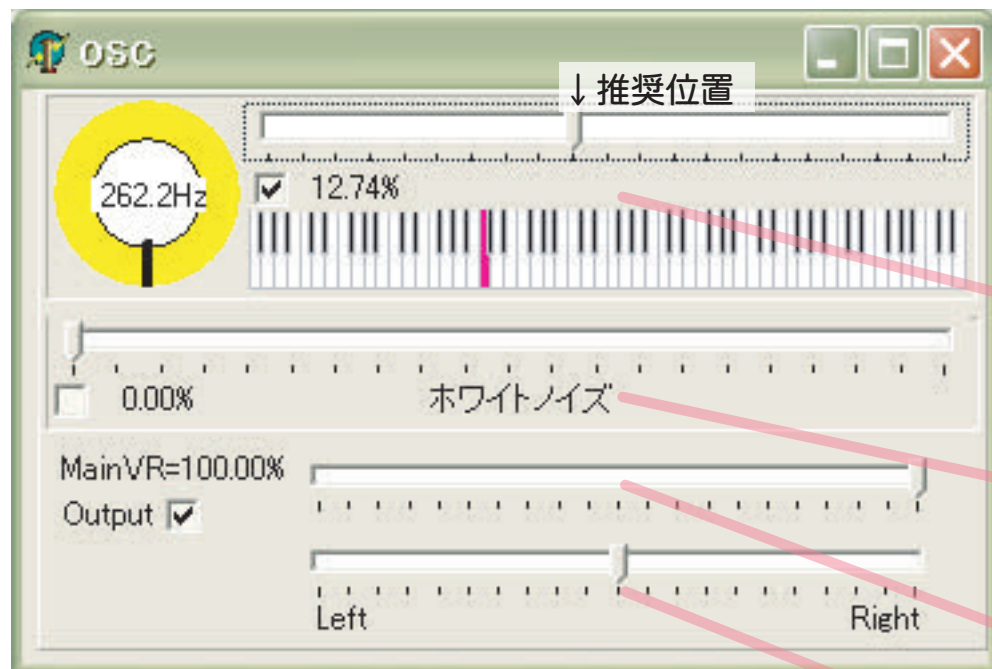 OSC
↓推奨位置
262.2Hz
12.74%
0.00%
ホワイトノイズ
MainVR=100.00%
Output
Left
Right